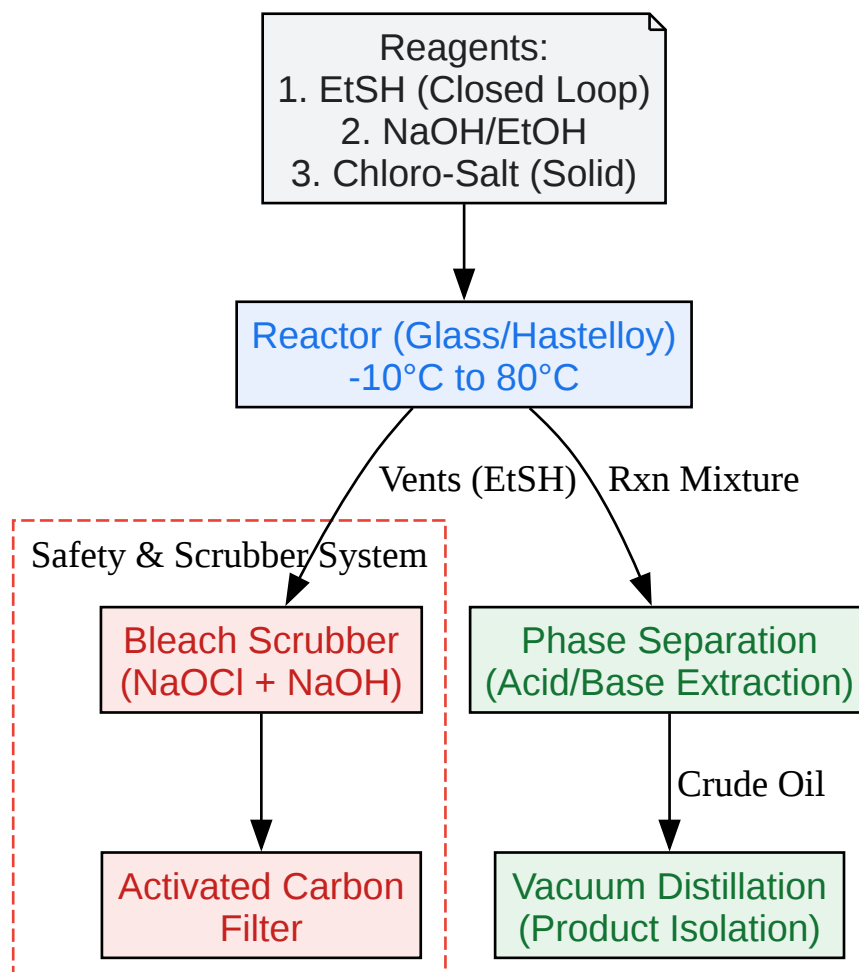 Reagents:
1. EtSH (Closed Loop)
2. NaOH/EtOH
3. Chloro-Salt (Solid)
Reactor (Glass/Hastelloy)
-10°C to 80°C
Vents (EtSH)
Rxn Mixture
Safety & Scrubber System
Bleach Scrubber
(NaOCl + NaOH)
Phase Separation
(Acid/Base Extraction)
Crude Oil
Activated Carbon
Filter
Vacuum Distillation
(Product Isolation)